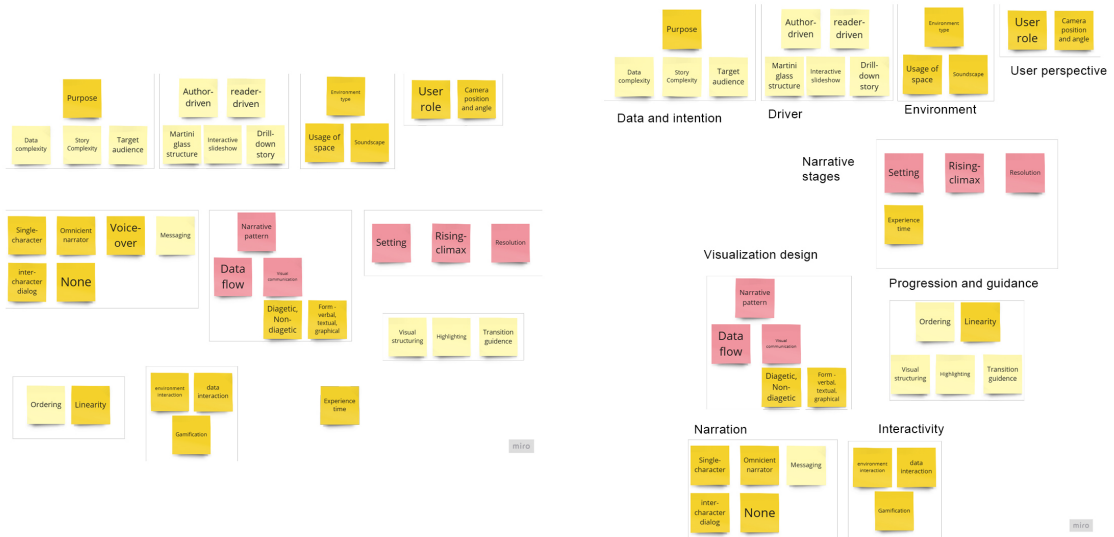 Purpose
Data
complexity
Story
Complexity
Target
audience
Author-
driven
reader-
driven
Martini
glass
structure
Interactive
slideshow
Drill-
down
story
Environment
type
Usage of
space
Soundscape
User
role
Camera
position
and angle
Single-
character
Omnicient
narrator
Voice-
over
Messaging
inter-
character
dialog
None
Narrative
pattern
Data
flow
Visual
communication
Diagetic,
Non-
diagetic
Form -
verbal,
textual,
graphical
Setting
Rising-
climax
Resolution
Visual
structuring
Highlighting
Transition
guidence
Ordering
Linearity
environment
interaction
data
interaction
Gamification
Experience
time
miro
Purpose
Data
complexity
Story
Complexity
Target
audience
Data and intention
Author-
driven
reader-
driven
Martini
glass
structure
Interactive
slideshow
Drill-
down
story
Driver
Environment
type
Usage of
space
Soundscape
Environment
User
role
Camera
position
and angle
User perspective
Narrative
stages
Setting
Rising-
climax
Resolution
Experience
time
Visualization design
Narrative
pattern
Data
flow
Visual
communication
Diagetic,
Non-
diagetic
Form -
verbal,
textual,
graphical
Progression and guidance
Ordering
Linearity
Visual
structuring
Highlighting
Transition
guidence
Narration
Single-
character
Omnicient
narrator
Messaging
inter-
character
dialog
None
Interactivity
environment
interaction
data
interaction
Gamification
miro